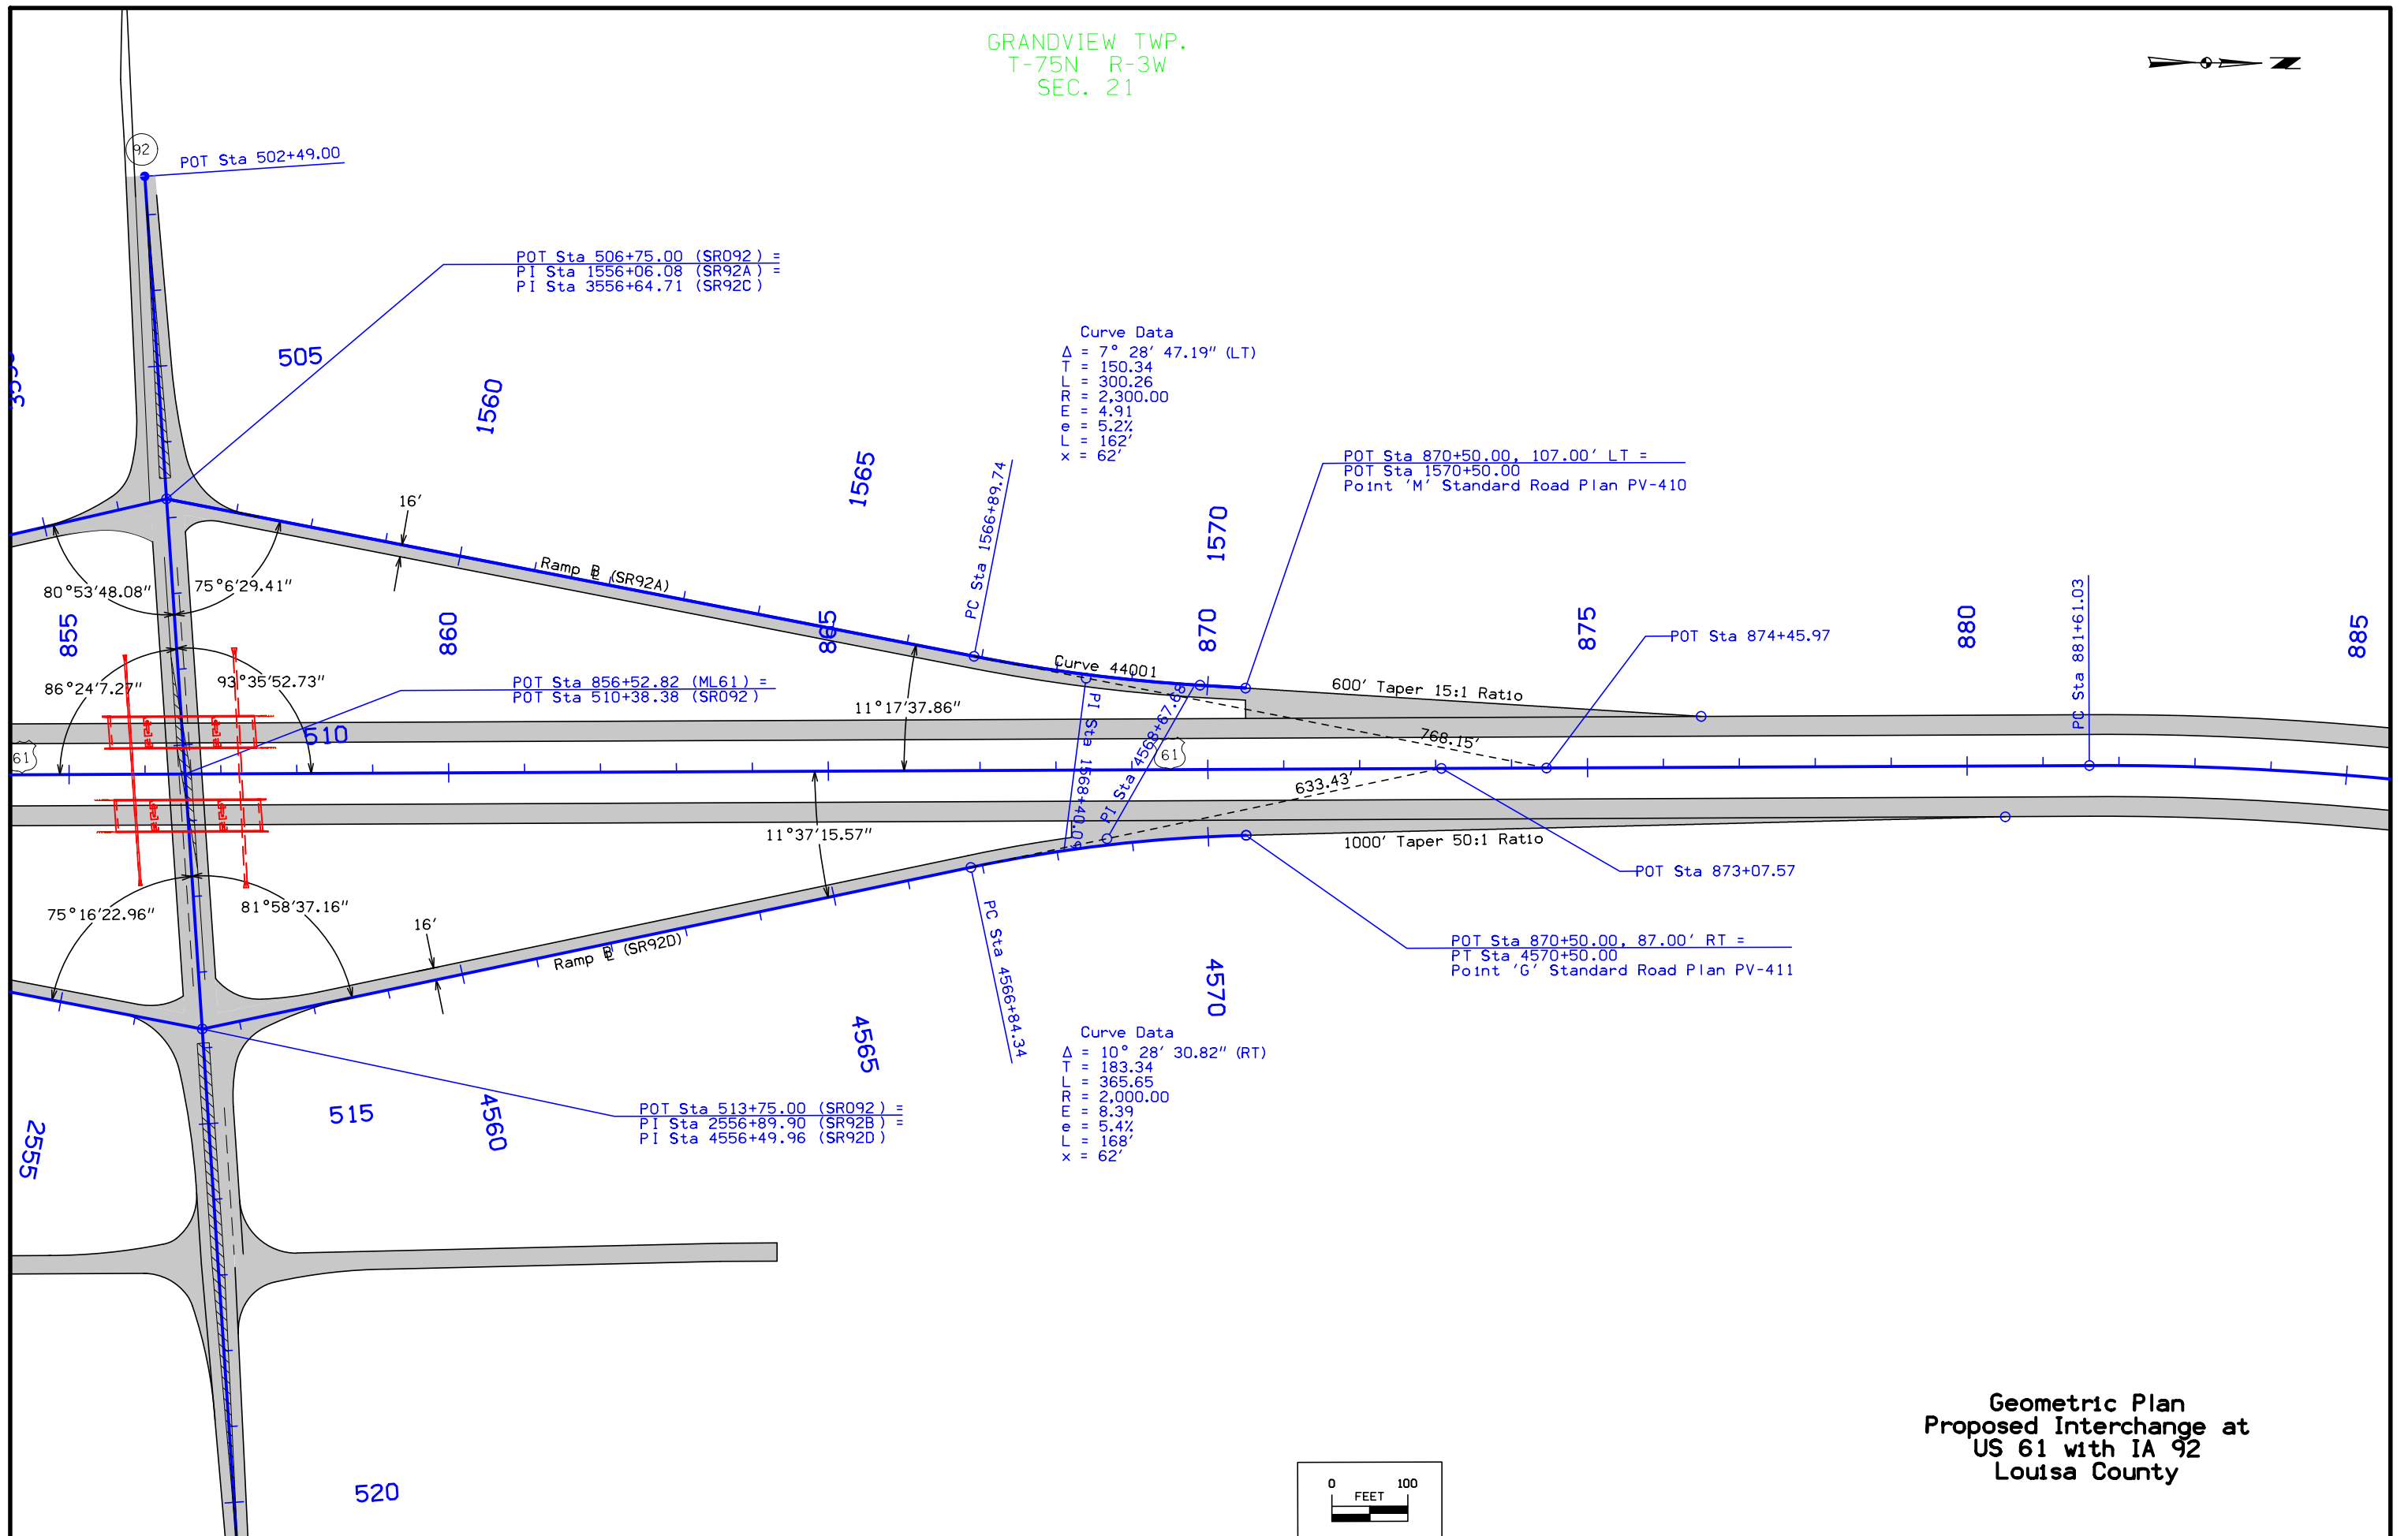 GRANDVIEW TWP.
T-75N R-3W
SEC. 21
N
92
POT Sta 502+49.00
POT Sta 506+75.00 (SR092) =
PI Sta 1556+06.08 (SR92A) =
PI Sta 3556+64.71 (SR92C)
505
1560
Curve Data
Δ = 7° 28' 47.19" (LT)
T = 150.34
L = 300.26
R = 2,300.00
E = 4.91
e = 5.2%
L = 162'
x = 62'
1565
PC Sta 1566+89.74
POT Sta 870+50.00, 107.00' LT =
POT Sta 1570+50.00
Point 'M' Standard Road Plan PV-410
1570
16'
Ramp ℄ (SR92A)
80°53'48.08"
75°6'29.41"
855
860
865
870
875
880
885
POT Sta 874+45.97
PC Sta 881+61.03
86°24'7.27"
93°35'52.73"
POT Sta 856+52.82 (ML61) =
POT Sta 510+38.38 (SR092)
Curve 44001
600' Taper 15:1 Ratio
11°17'37.86"
PI Sta 1568+40.09
PI Sta 4568+67.68
510
61
61
768.15'
633.43'
11°37'15.57"
1000' Taper 50:1 Ratio
POT Sta 873+07.57
75°16'22.96"
81°58'37.16"
16'
Ramp ℄ (SR92D)
PC Sta 4566+84.34
4570
POT Sta 870+50.00, 87.00' RT =
PT Sta 4570+50.00
Point 'G' Standard Road Plan PV-411
4565
Curve Data
Δ = 10° 28' 30.82" (RT)
T = 183.34
L = 365.65
R = 2,000.00
E = 8.39
e = 5.4%
L = 168'
x = 62'
2555
515
4560
POT Sta 513+75.00 (SR092) =
PI Sta 2556+89.90 (SR92B) =
PI Sta 4556+49.96 (SR92D)
520
0 100
FEET
Geometric Plan
Proposed Interchange at
US 61 with IA 92
Louisa County